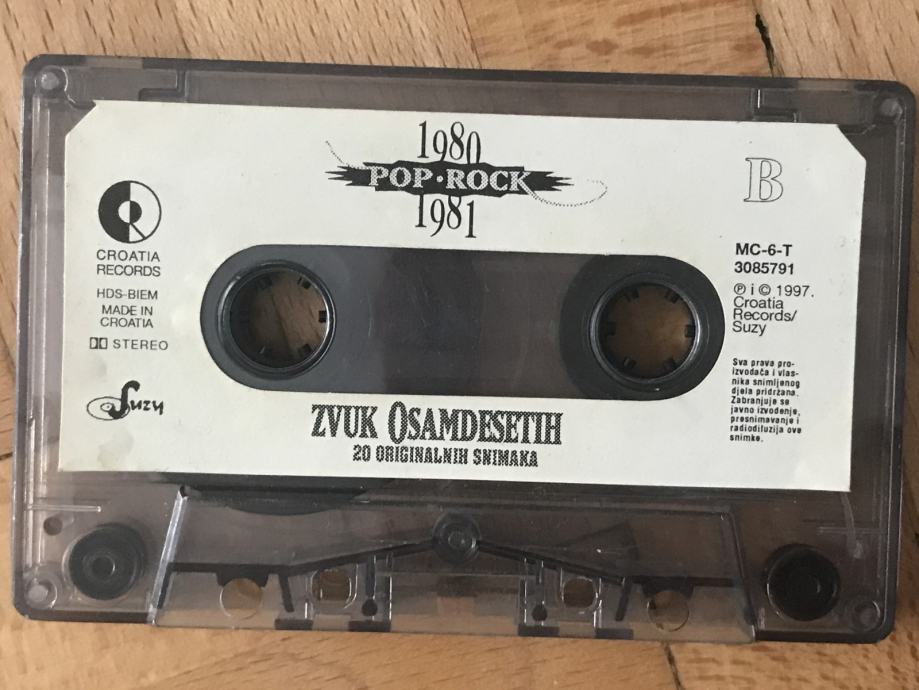 1980
POP·ROCK
1981
B
CROATIA
RECORDS
HDS-BIEM
MADE IN
CROATIA
STEREO
Suzy
MC-6-T
3085791
℗ i © 1997.
Croatia
Records/
Suzy
Sva prava pro-
izvođača i vlas-
nika snimljenog
djela pridržana.
Zabranjuje se
javno izvođenje,
presnimavanje i
radiodifuzija ove
snimke.
ZVUK OSAMDESETIH
20 ORIGINALNIH SNIMAKA